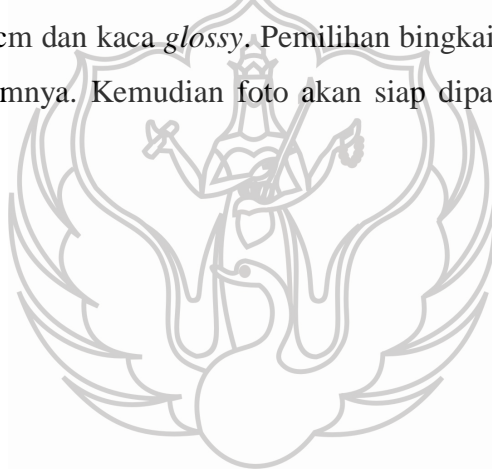 cm dan kaca glossy. Pemilihan bingkai
mnya. Kemudian foto akan siap dipa